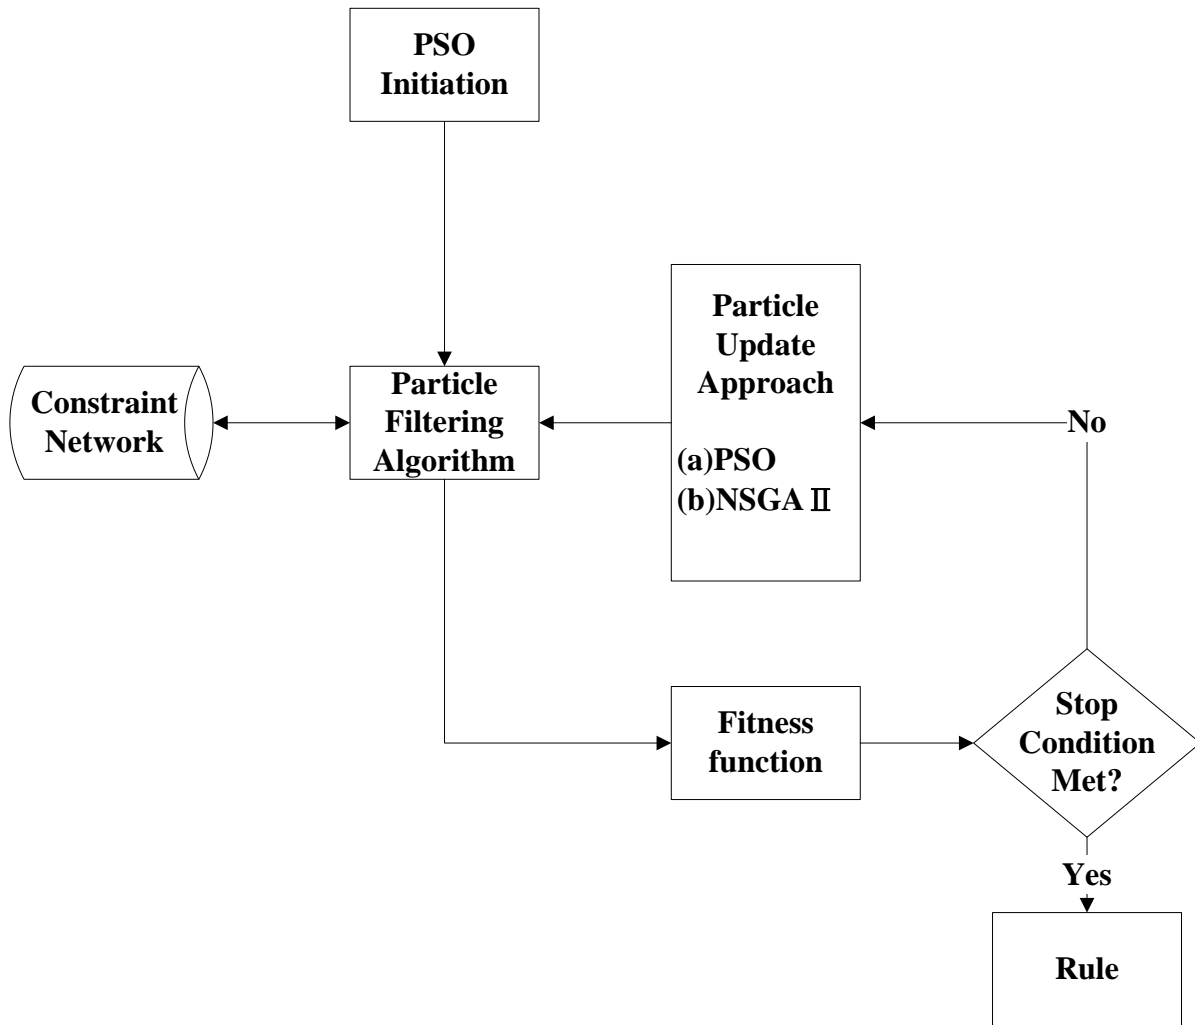 PSO
Initiation
Particle
Update
Approach
(a)PSO
(b)NSGA Ⅱ
Constraint
Network
Particle
Filtering
Algorithm
No
Fitness
function
Stop
Condition
Met?
Yes
Rule